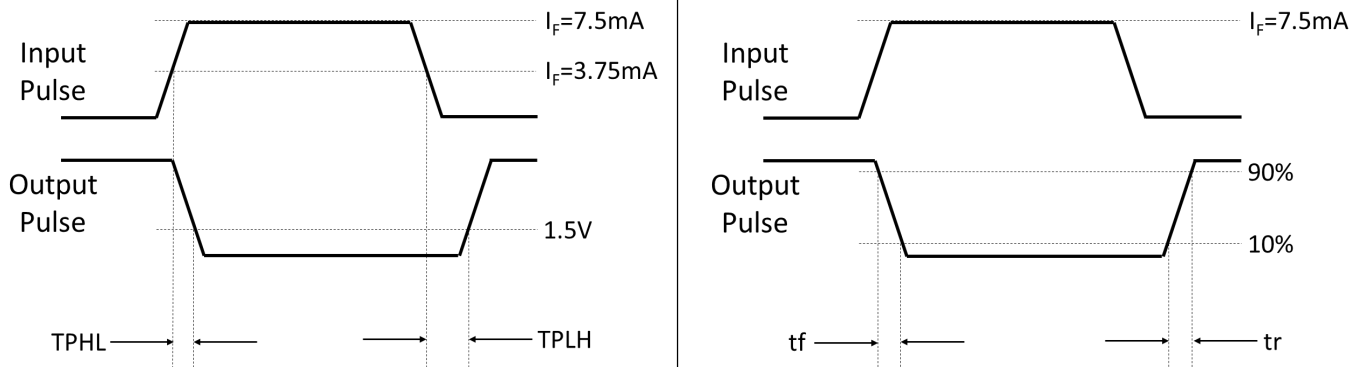 Input
Pulse
I_F=7.5mA
I_F=3.75mA
Output
Pulse
1.5V
TPHL
TPLH
Input
Pulse
I_F=7.5mA
Output
Pulse
90%
10%
tf
tr